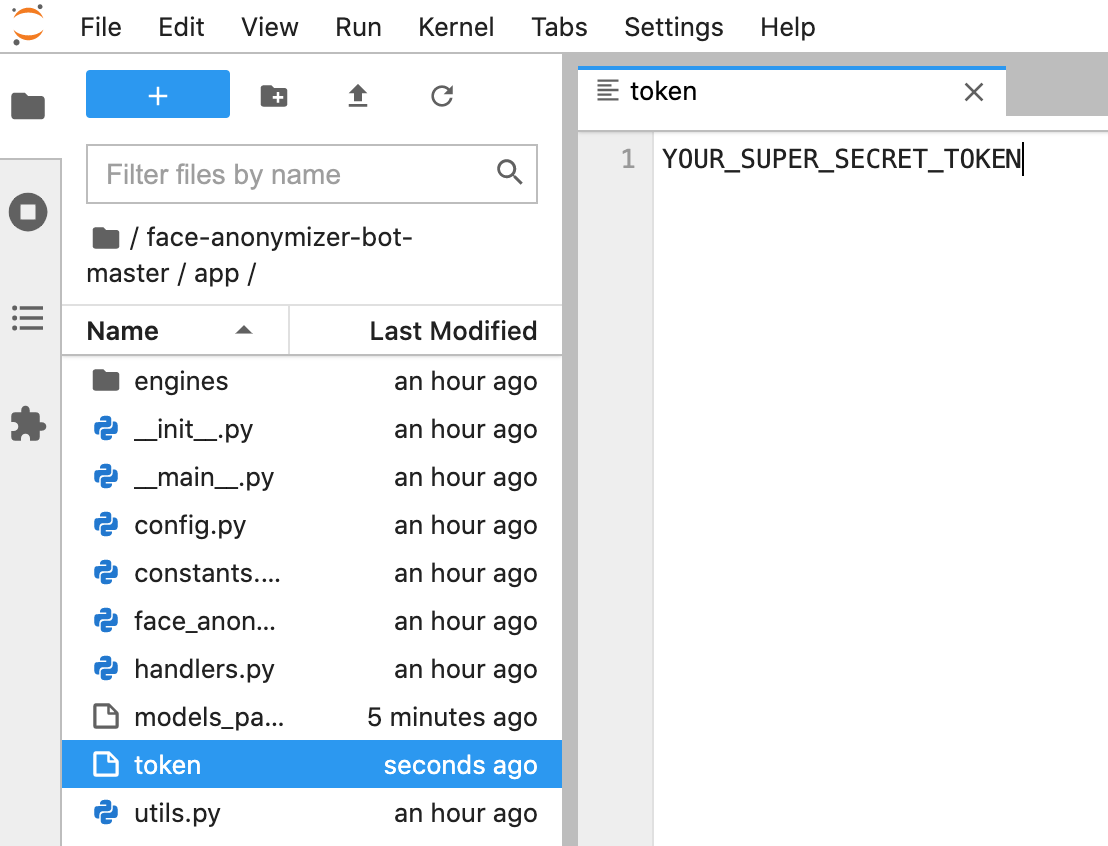 File Edit View Run Kernel Tabs Settings Help
token
Filter files by name
/ face-anonymizer-bot-
master / app /
Name Last Modified
engines an hour ago
__init__.py an hour ago
__main__.py an hour ago
config.py an hour ago
constants.... an hour ago
face_anon... an hour ago
handlers.py an hour ago
models_pa... 5 minutes ago
token seconds ago
utils.py an hour ago
1 YOUR_SUPER_SECRET_TOKEN